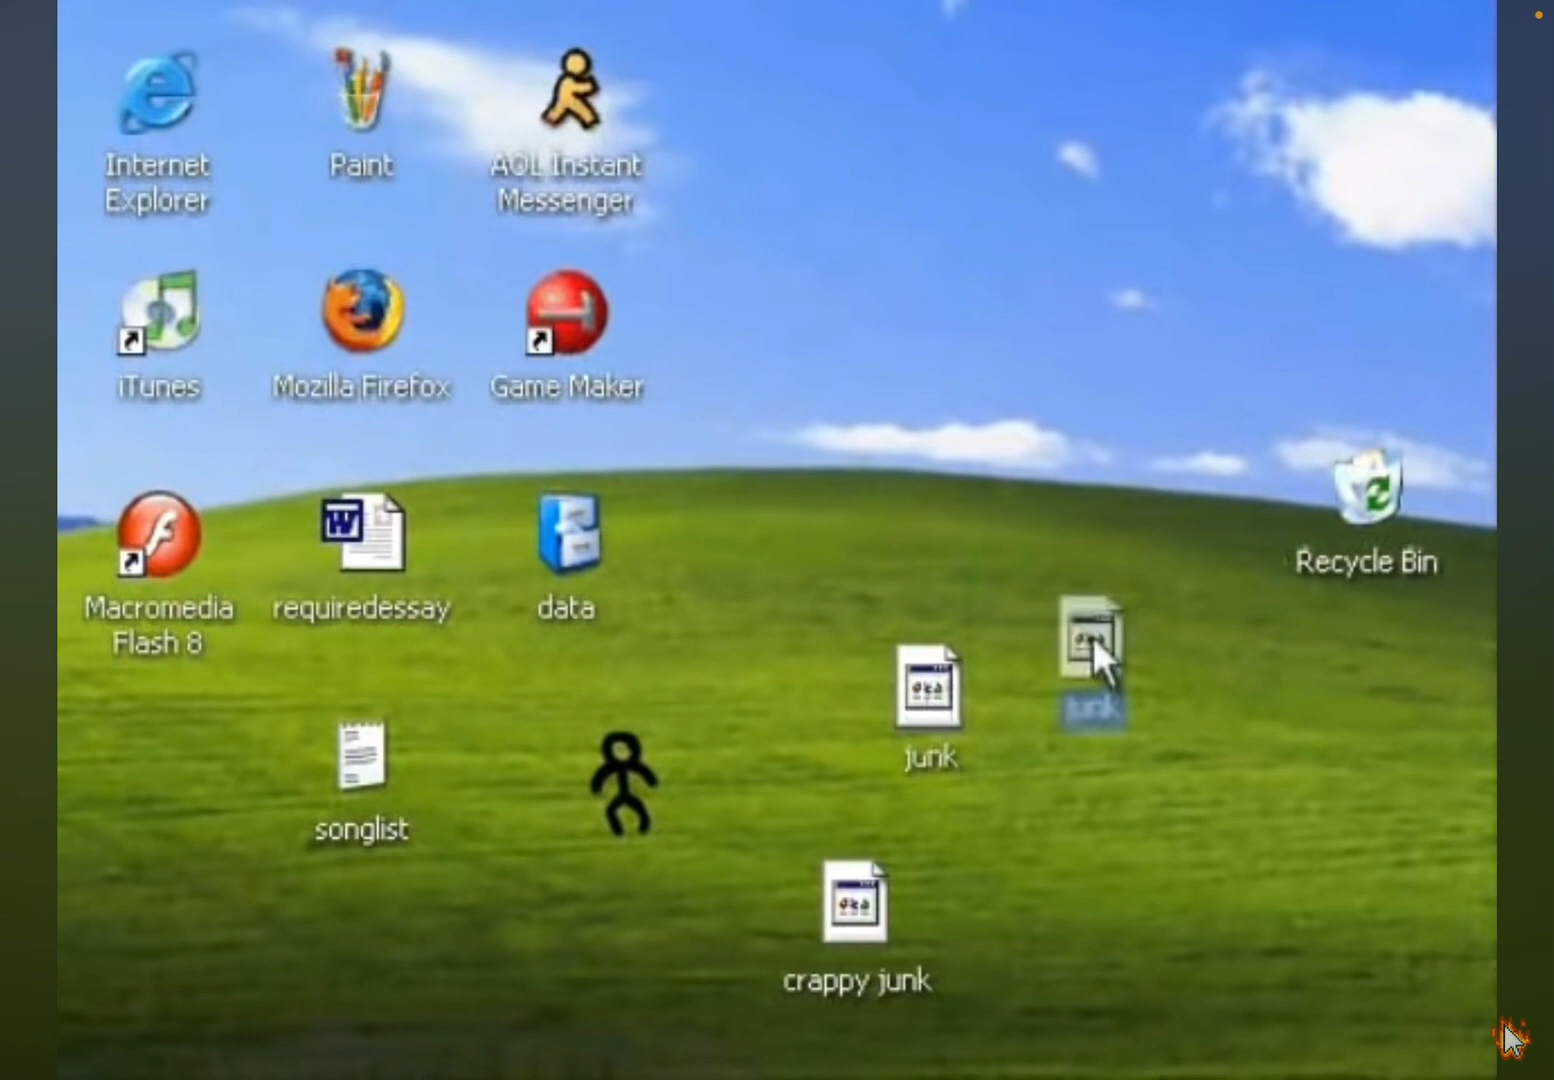 Internet
Explorer
Paint
AOL Instant
Messenger
iTunes
Mozilla Firefox
Game Maker
Recycle Bin
Macromedia
Flash 8
requiredessay
data
junk
junk
songlist
crappy junk